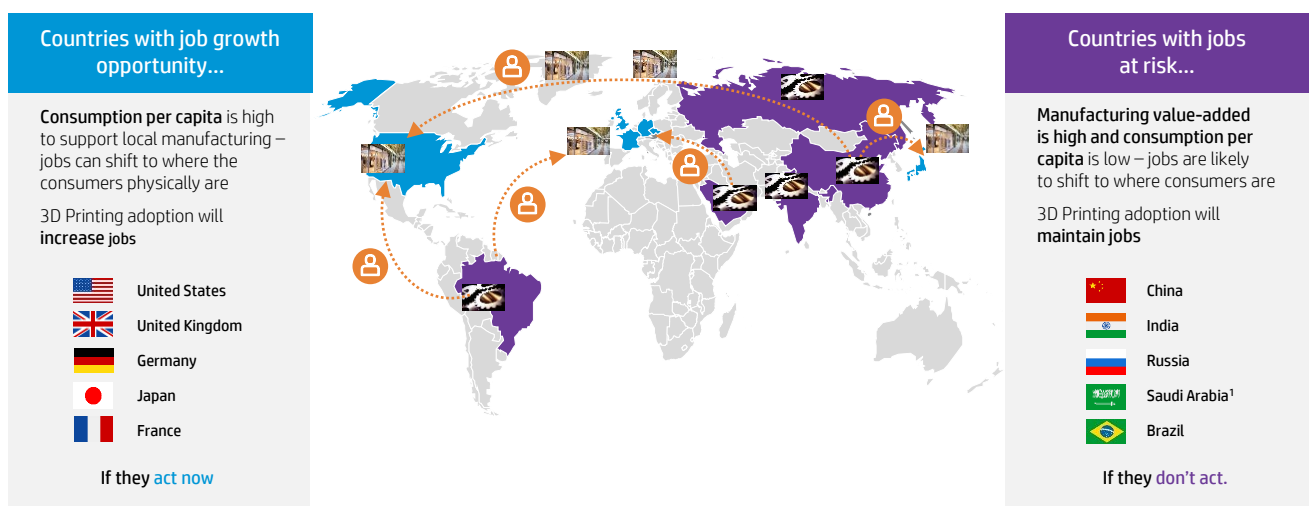 Countries with job growth
opportunity...
Consumption per capita is high
to support local manufacturing –
jobs can shift to where the
consumers physically are
3D Printing adoption will
increase jobs
United States
United Kingdom
Germany
Japan
France
If they act now
Countries with jobs
at risk...
Manufacturing value-added
is high and consumption per
capita is low – jobs are likely
to shift to where consumers are
3D Printing adoption will
maintain jobs
China
India
Russia
Saudi Arabia¹
Brazil
If they don't act.